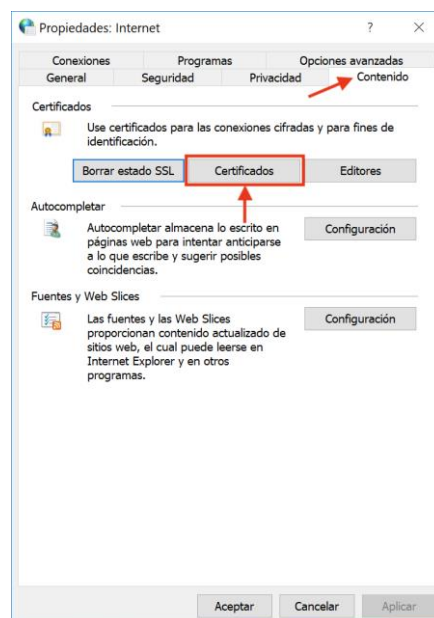 Propiedades: Internet
Conexiones Programas Opciones avanzadas
General Seguridad Privacidad Contenido
Certificados
Use certificados para las conexiones cifradas y para fines de
identificación.
Borrar estado SSL Certificados Editores
Autocompletar
Autocompletar almacena lo escrito en
páginas web para intentar anticiparse
a lo que escribe y sugerir posibles
coincidencias.
Configuración
Fuentes y Web Slices
Las fuentes y las Web Slices
proporcionan contenido actualizado de
sitios web, el cual puede leerse en
Internet Explorer y en otros
programas.
Configuración
Aceptar Cancelar Aplicar